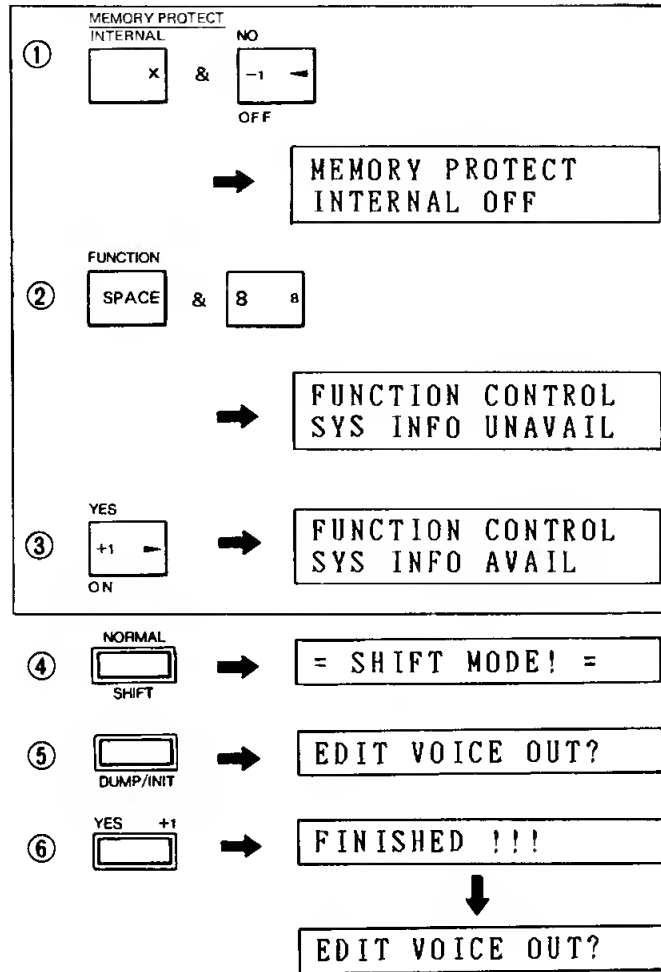 MEMORY PROTECT
INTERNAL NO
① × & −1
OFF
MEMORY PROTECT
INTERNAL OFF
FUNCTION
② SPACE & 8 8
FUNCTION CONTROL
SYS INFO UNAVAIL
YES
③ +1
ON
FUNCTION CONTROL
SYS INFO AVAIL
NORMAL
④ = SHIFT MODE! =
SHIFT
⑤ EDIT VOICE OUT?
DUMP/INIT
YES +1
⑥ FINISHED !!!
EDIT VOICE OUT?